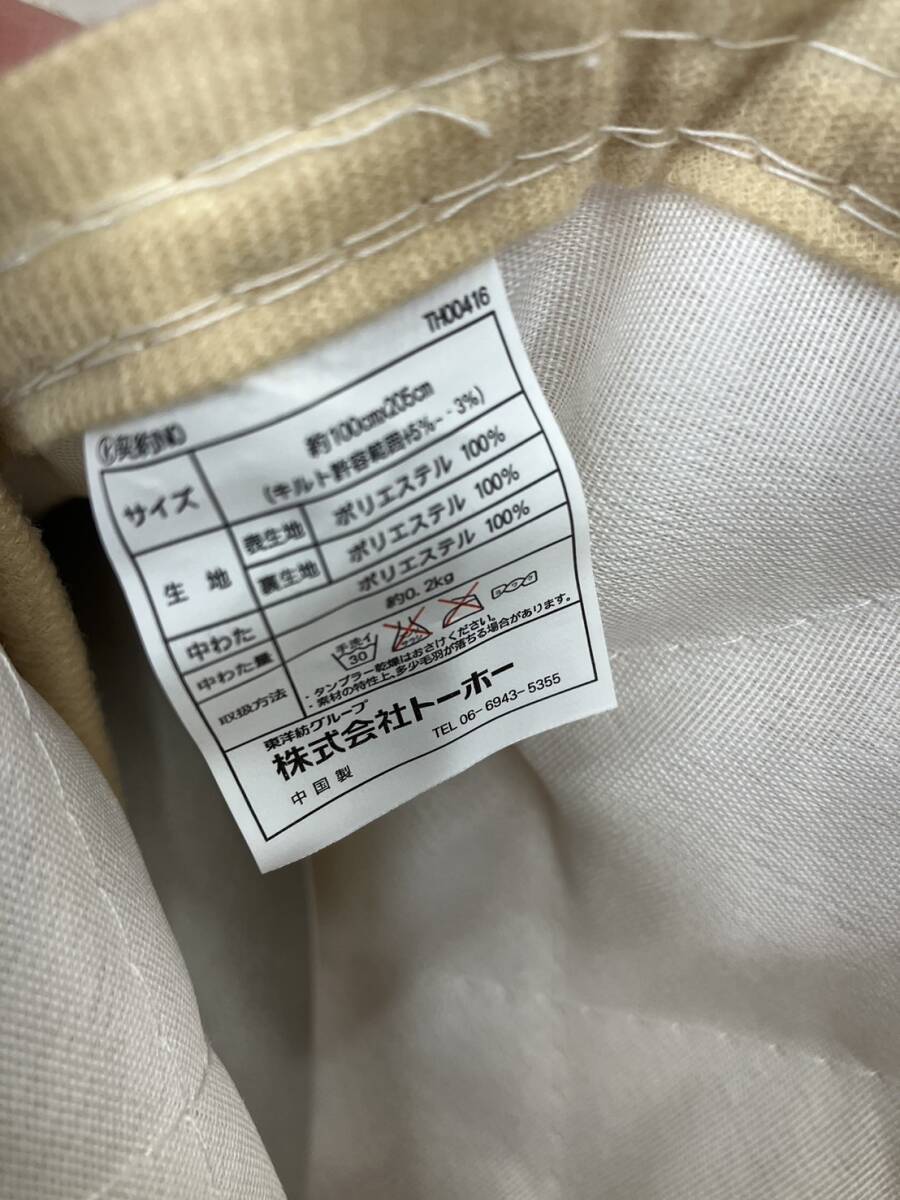 TH00416
サイズ 約100cm×205cm
(キルト許容範囲+5%~-3%)
生地 表生地 ポリエステル 100%
裏生地 ポリエステル 100%
中わた ポリエステル 100%
中わた量 約0.2kg
取扱方法 手洗イ 30
・タンブラー乾燥はおさけください。
・素材の特性上、多少毛羽が落ちる場合があります。
東洋紡グループ
株式会社トーホー
TEL 06-6943-5355
中国製